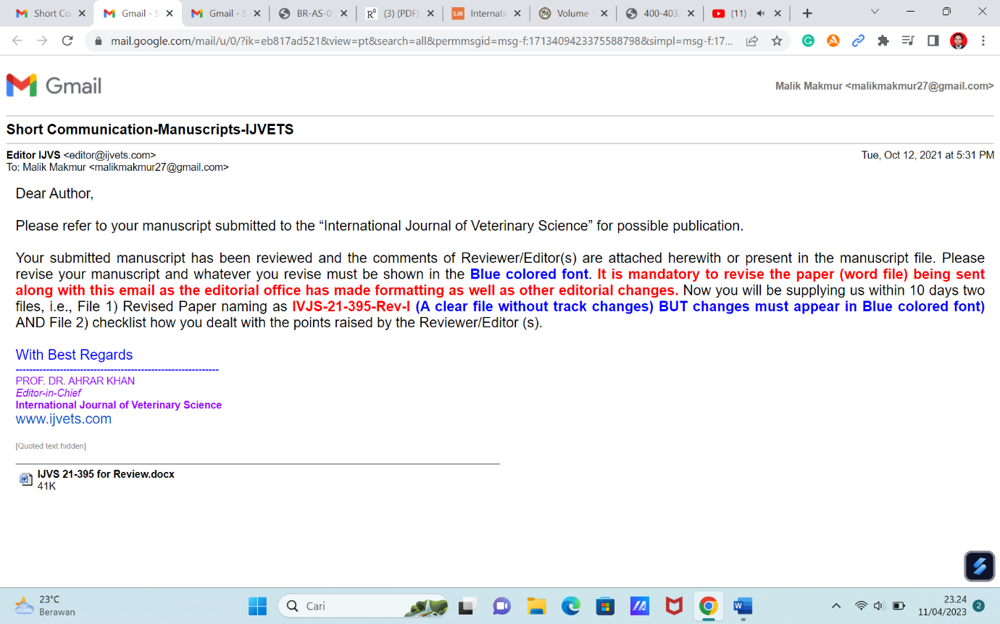 Short Co
Gmail - S
Gmail - S
BR-AS-0
(3) (PDF)
Internati
Volume 1
400-403.
(11)
mail.google.com/mail/u/0/?ik=eb817ad521&view=pt&search=all&permmsgid=msg-f:1713409423375588798&simpl=msg-f:17...
Gmail
Malik Makmur <malikmakmur27@gmail.com>
Short Communication-Manuscripts-IJVETS
Editor IJVS <editor@ijvets.com>
Tue, Oct 12, 2021 at 5:31 PM
To: Malik Makmur <malikmakmur27@gmail.com>
Dear Author,
Please refer to your manuscript submitted to the “International Journal of Veterinary Science” for possible publication.
Your submitted manuscript has been reviewed and the comments of Reviewer/Editor(s) are attached herewith or present in the manuscript file. Please
revise your manuscript and whatever you revise must be shown in the Blue colored font. It is mandatory to revise the paper (word file) being sent
along with this email as the editorial office has made formatting as well as other editorial changes. Now you will be supplying us within 10 days two
files, i.e., File 1) Revised Paper naming as IVJS-21-395-Rev-I (A clear file without track changes) BUT changes must appear in Blue colored font)
AND File 2) checklist how you dealt with the points raised by the Reviewer/Editor (s).
With Best Regards
------------------------------------------------------------
PROF. DR. AHRAR KHAN
Editor-in-Chief
International Journal of Veterinary Science
www.ijvets.com
[Quoted text hidden]
IJVS 21-395 for Review.docx
41K
23°C
Berawan
Cari
23.24
11/04/2023
2